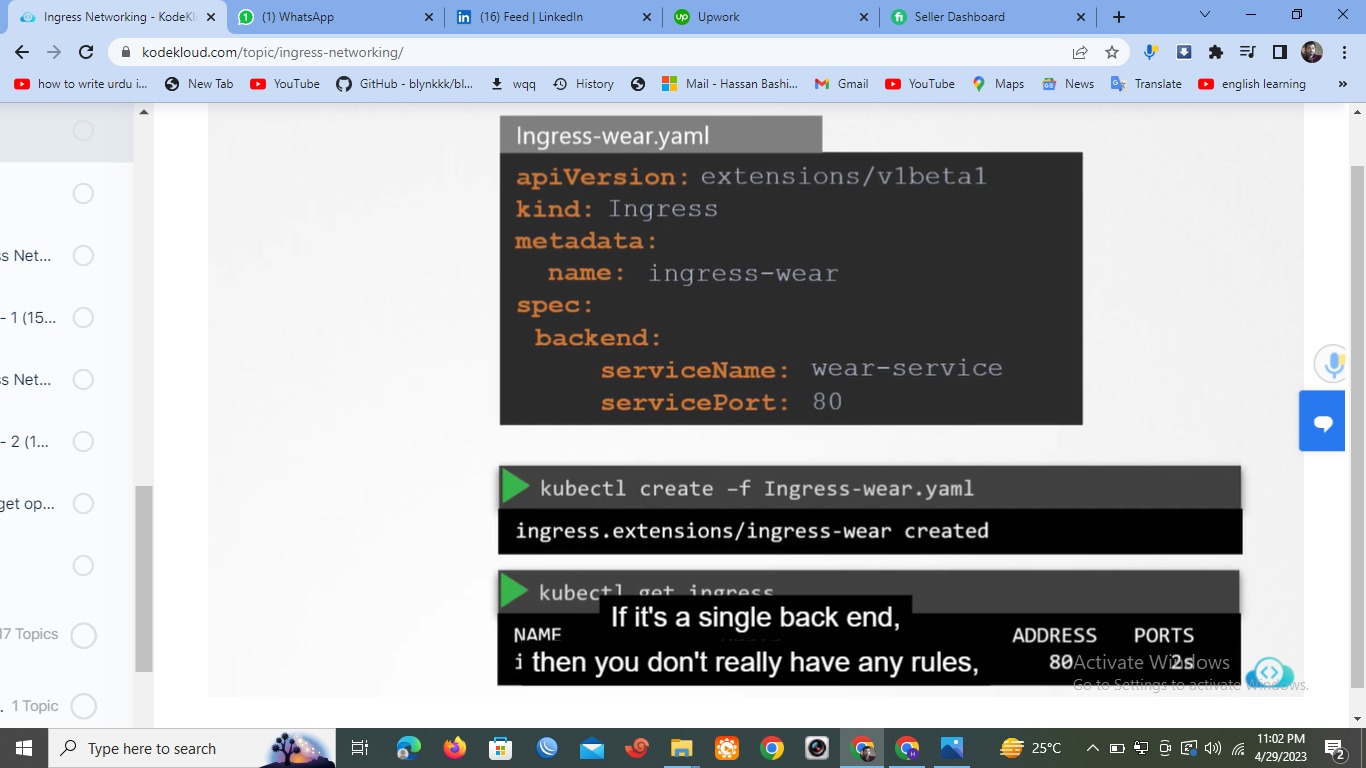 Ingress Networking - KodeKl
(1) WhatsApp
(16) Feed | LinkedIn
Upwork
Seller Dashboard
kodekloud.com/topic/ingress-networking/
how to write urdu i...
New Tab
YouTube
GitHub - blynkkk/bl...
wqq
History
Mail - Hassan Bashi...
Gmail
YouTube
Maps
News
Translate
english learning
»
s Net...
- 1 (15...
ss Net...
- 2 (1...
get op...
17 Topics
. 1 Topic
Ingress-wear.yaml
apiVersion: extensions/v1beta1
kind: Ingress
metadata:
name: ingress-wear
spec:
backend:
serviceName: wear-service
servicePort: 80
kubectl create –f Ingress-wear.yaml
ingress.extensions/ingress-wear created
kubectl get ingress
NAME ADDRESS PORTS
80 2s
If it's a single back end,
then you don't really have any rules,
Activate Windows
Go to Settings to activate Windows.
Type here to search
25°C
11:02 PM
4/29/2023
2